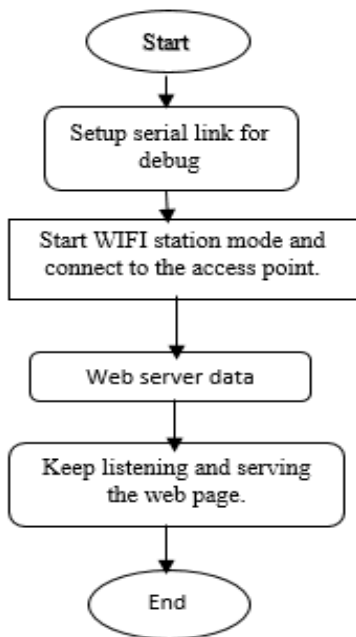 Start
Setup serial link for
debug
Start WIFI station mode and
connect to the access point.
Web server data
Keep listening and serving
the web page.
End